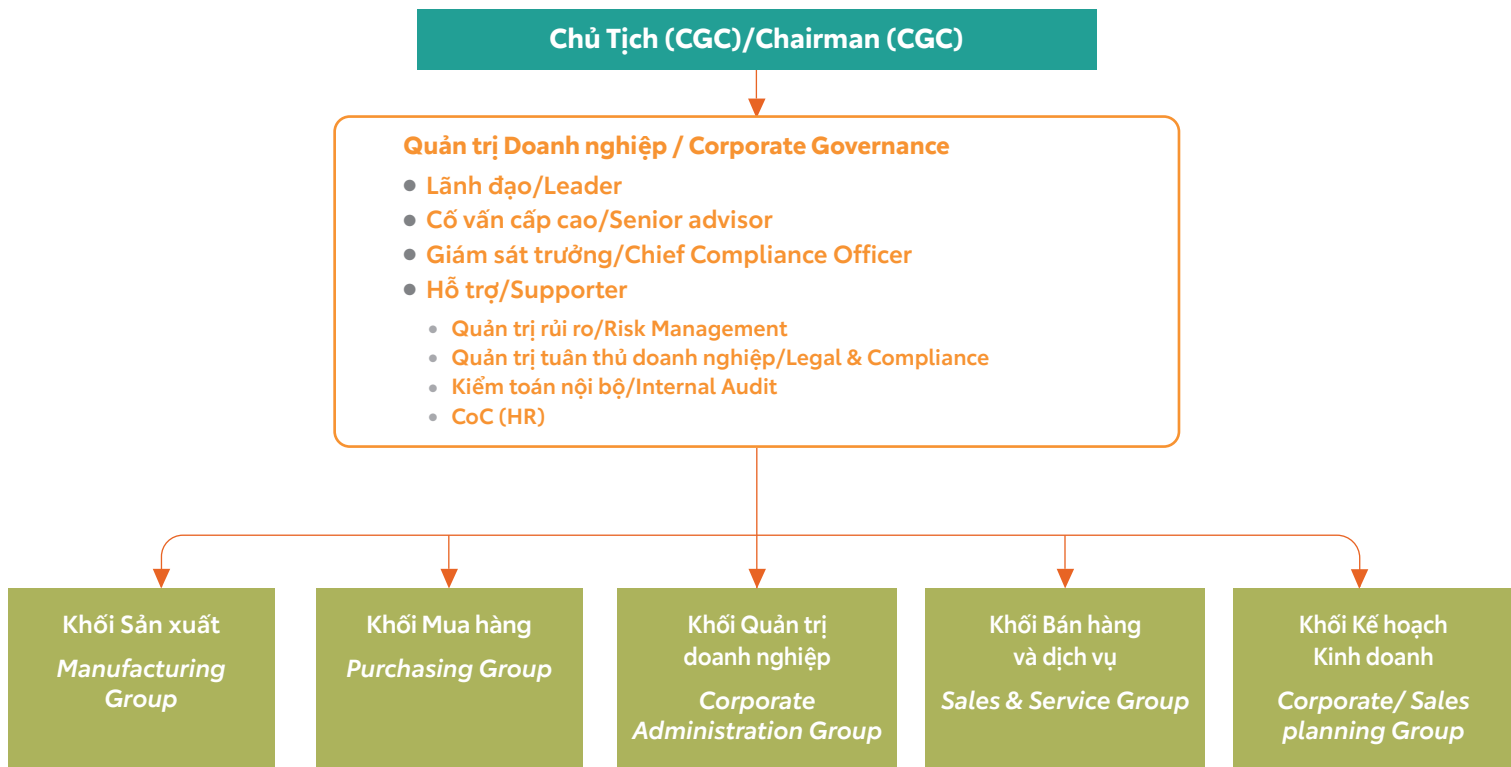 Chủ Tịch (CGC)/Chairman (CGC)
Quản trị Doanh nghiệp / Corporate Governance
Lãnh đạo/Leader
Cố vấn cấp cao/Senior advisor
Giám sát trưởng/Chief Compliance Officer
Hỗ trợ/Supporter
Quản trị rủi ro/Risk Management
Quản trị tuân thủ doanh nghiệp/Legal & Compliance
Kiểm toán nội bộ/Internal Audit
CoC (HR)
Khối Sản xuất
Manufacturing
Group
Khối Mua hàng
Purchasing Group
Khối Quản trị
doanh nghiệp
Corporate
Administration Group
Khối Bán hàng
và dịch vụ
Sales & Service Group
Khối Kế hoạch
Kinh doanh
Corporate/ Sales
planning Group